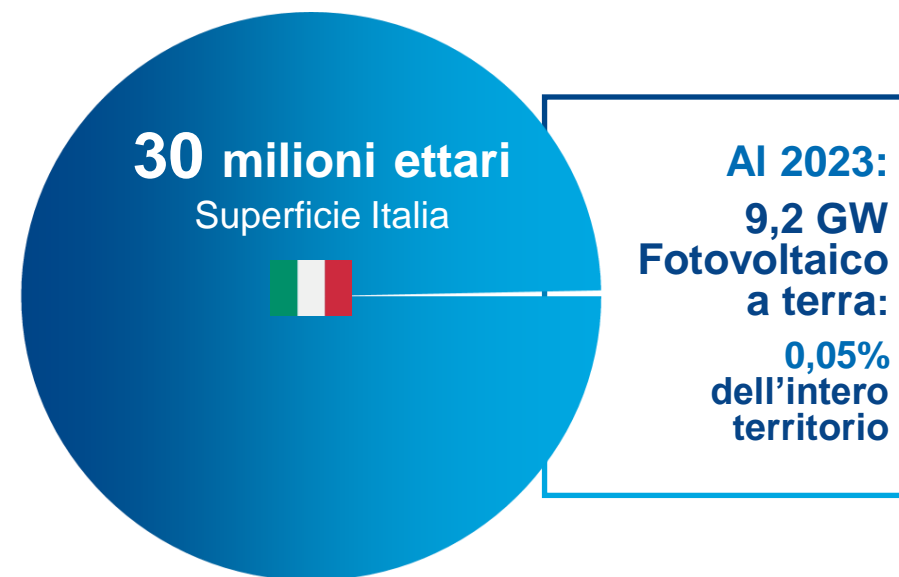 30 milioni ettari
Superficie Italia
Al 2023:
9,2 GW
Fotovoltaico
a terra:
0,05%
dell’intero
territorio